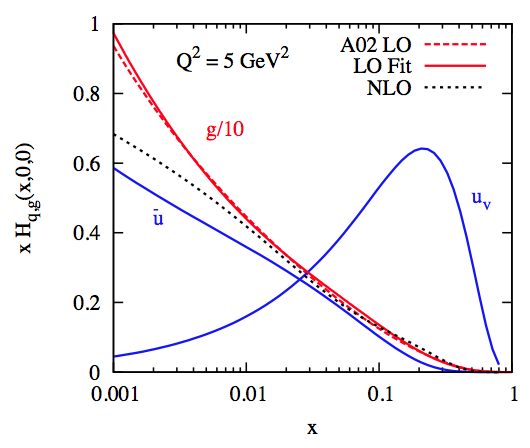 Q² = 5 GeV²
A02 LO
LO Fit
NLO
g/10
ū
u_v
x H_q,g(x,0,0)
1
0.8
0.6
0.4
0.2
0
0.001
0.01
0.1
1
x